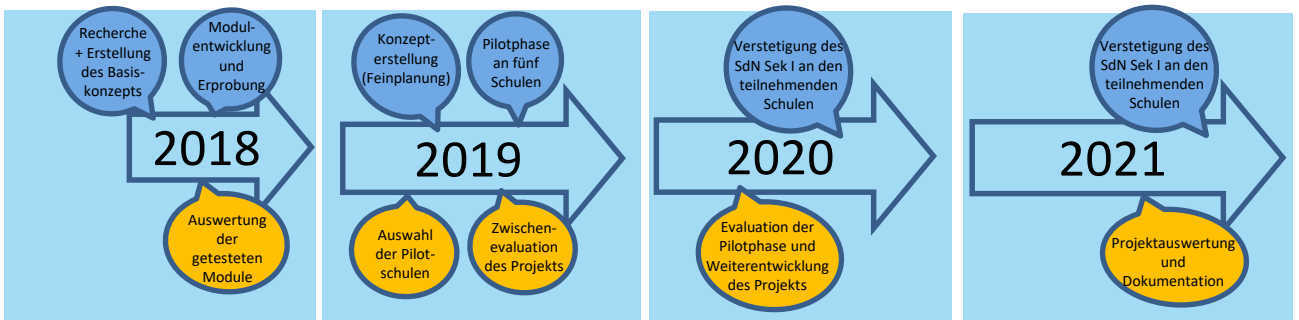 Recherche
+ Erstellung
des Basis-
konzepts
Modul-
entwicklung
und
Erprobung
2018
Auswertung
der
getesteten
Module
Konzept-
erstellung
(Feinplanung)
Pilotphase
an fünf
Schulen
2019
Auswahl
der Pilot-
schulen
Zwischen-
evaluation
des Projekts
Verstetigung des
SdN Sek I an den
teilnehmenden
Schulen
2020
Evaluation der
Pilotphase und
Weiterentwicklung
des Projekts
Verstetigung des
SdN Sek I an den
teilnehmenden
Schulen
2021
Projektauswertung
und
Dokumentation